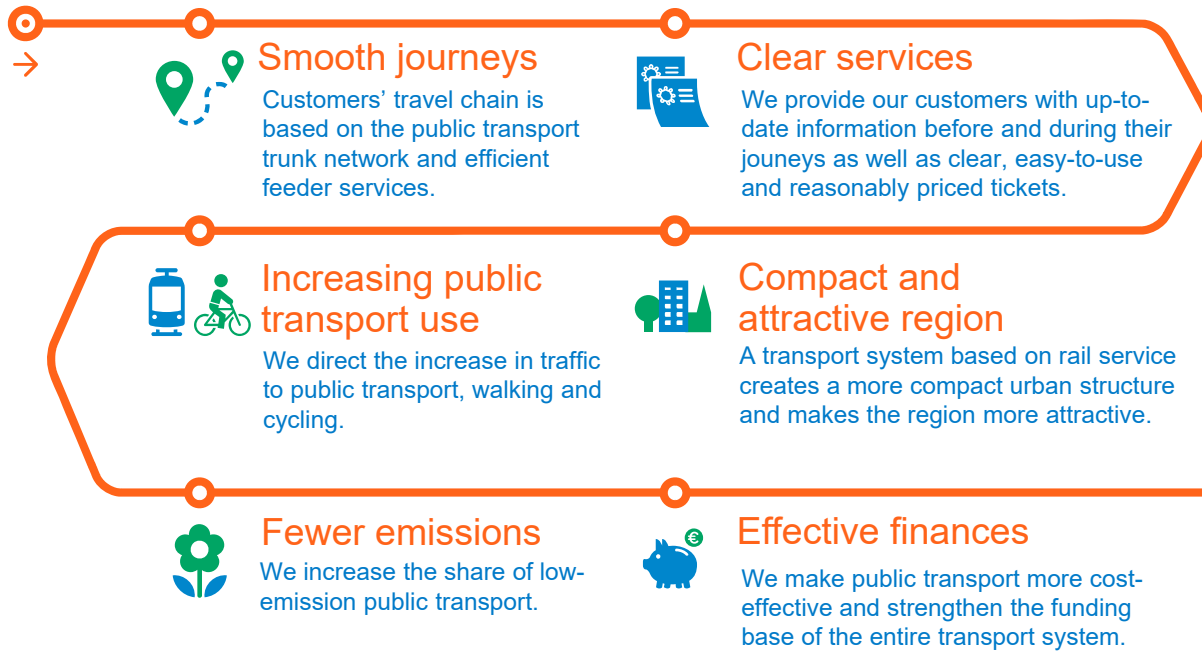 Smooth journeys
Customers’ travel chain is
based on the public transport
trunk network and efficient
feeder services.
Clear services
We provide our customers with up-to-
date information before and during their
jouneys as well as clear, easy-to-use
and reasonably priced tickets.
Increasing public
transport use
We direct the increase in traffic
to public transport, walking and
cycling.
Compact and
attractive region
A transport system based on rail service
creates a more compact urban structure
and makes the region more attractive.
Fewer emissions
We increase the share of low-
emission public transport.
€
Effective finances
We make public transport more cost-
effective and strengthen the funding
base of the entire transport system.